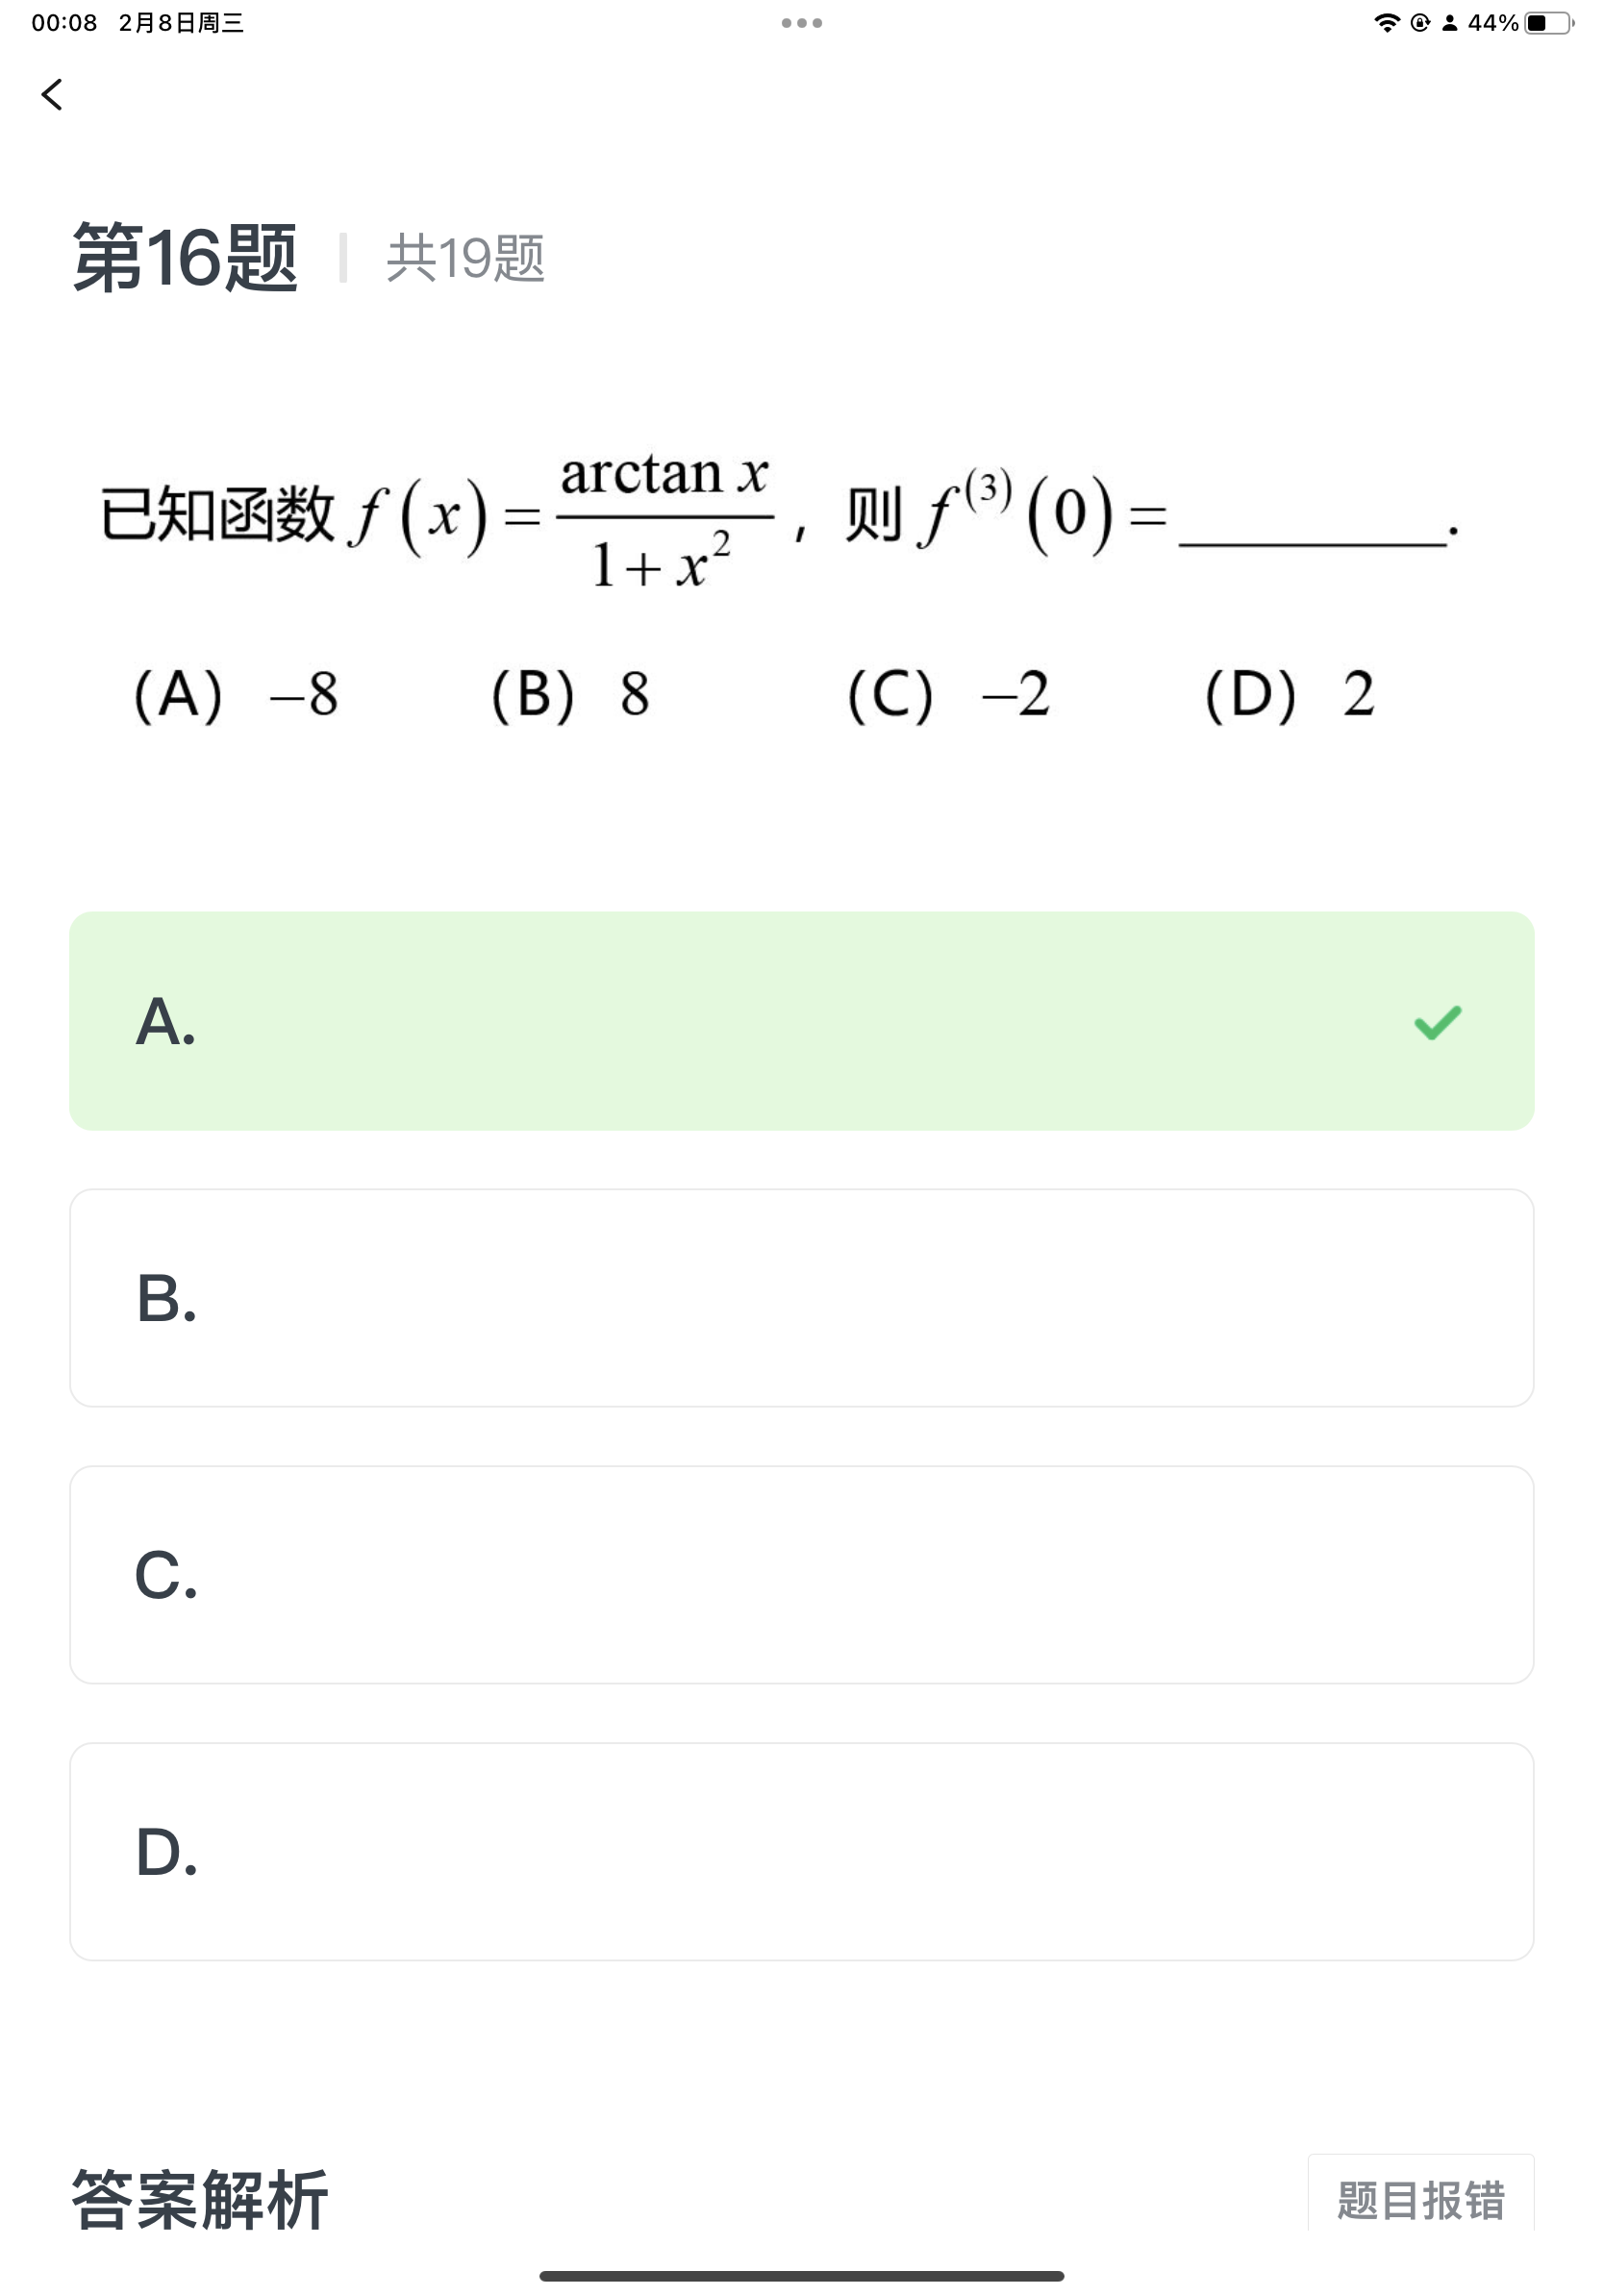 00:08 2月8日周三
44%
第16题 共19题
已知函数 f(x) = \frac{\arctan x}{1+x^2}，则 f^{(3)}(0) = ________.
(A) −8 (B) 8 (C) −2 (D) 2
A.
B.
C.
D.
答案解析 题目报错